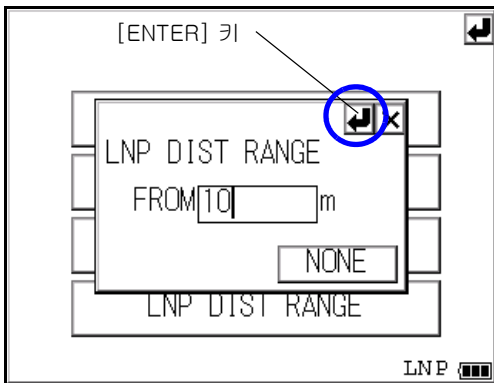 [ENTER] 키
LNP DIST RANGE
FROM 10 m
NONE
LNP DIST RANGE
LNP